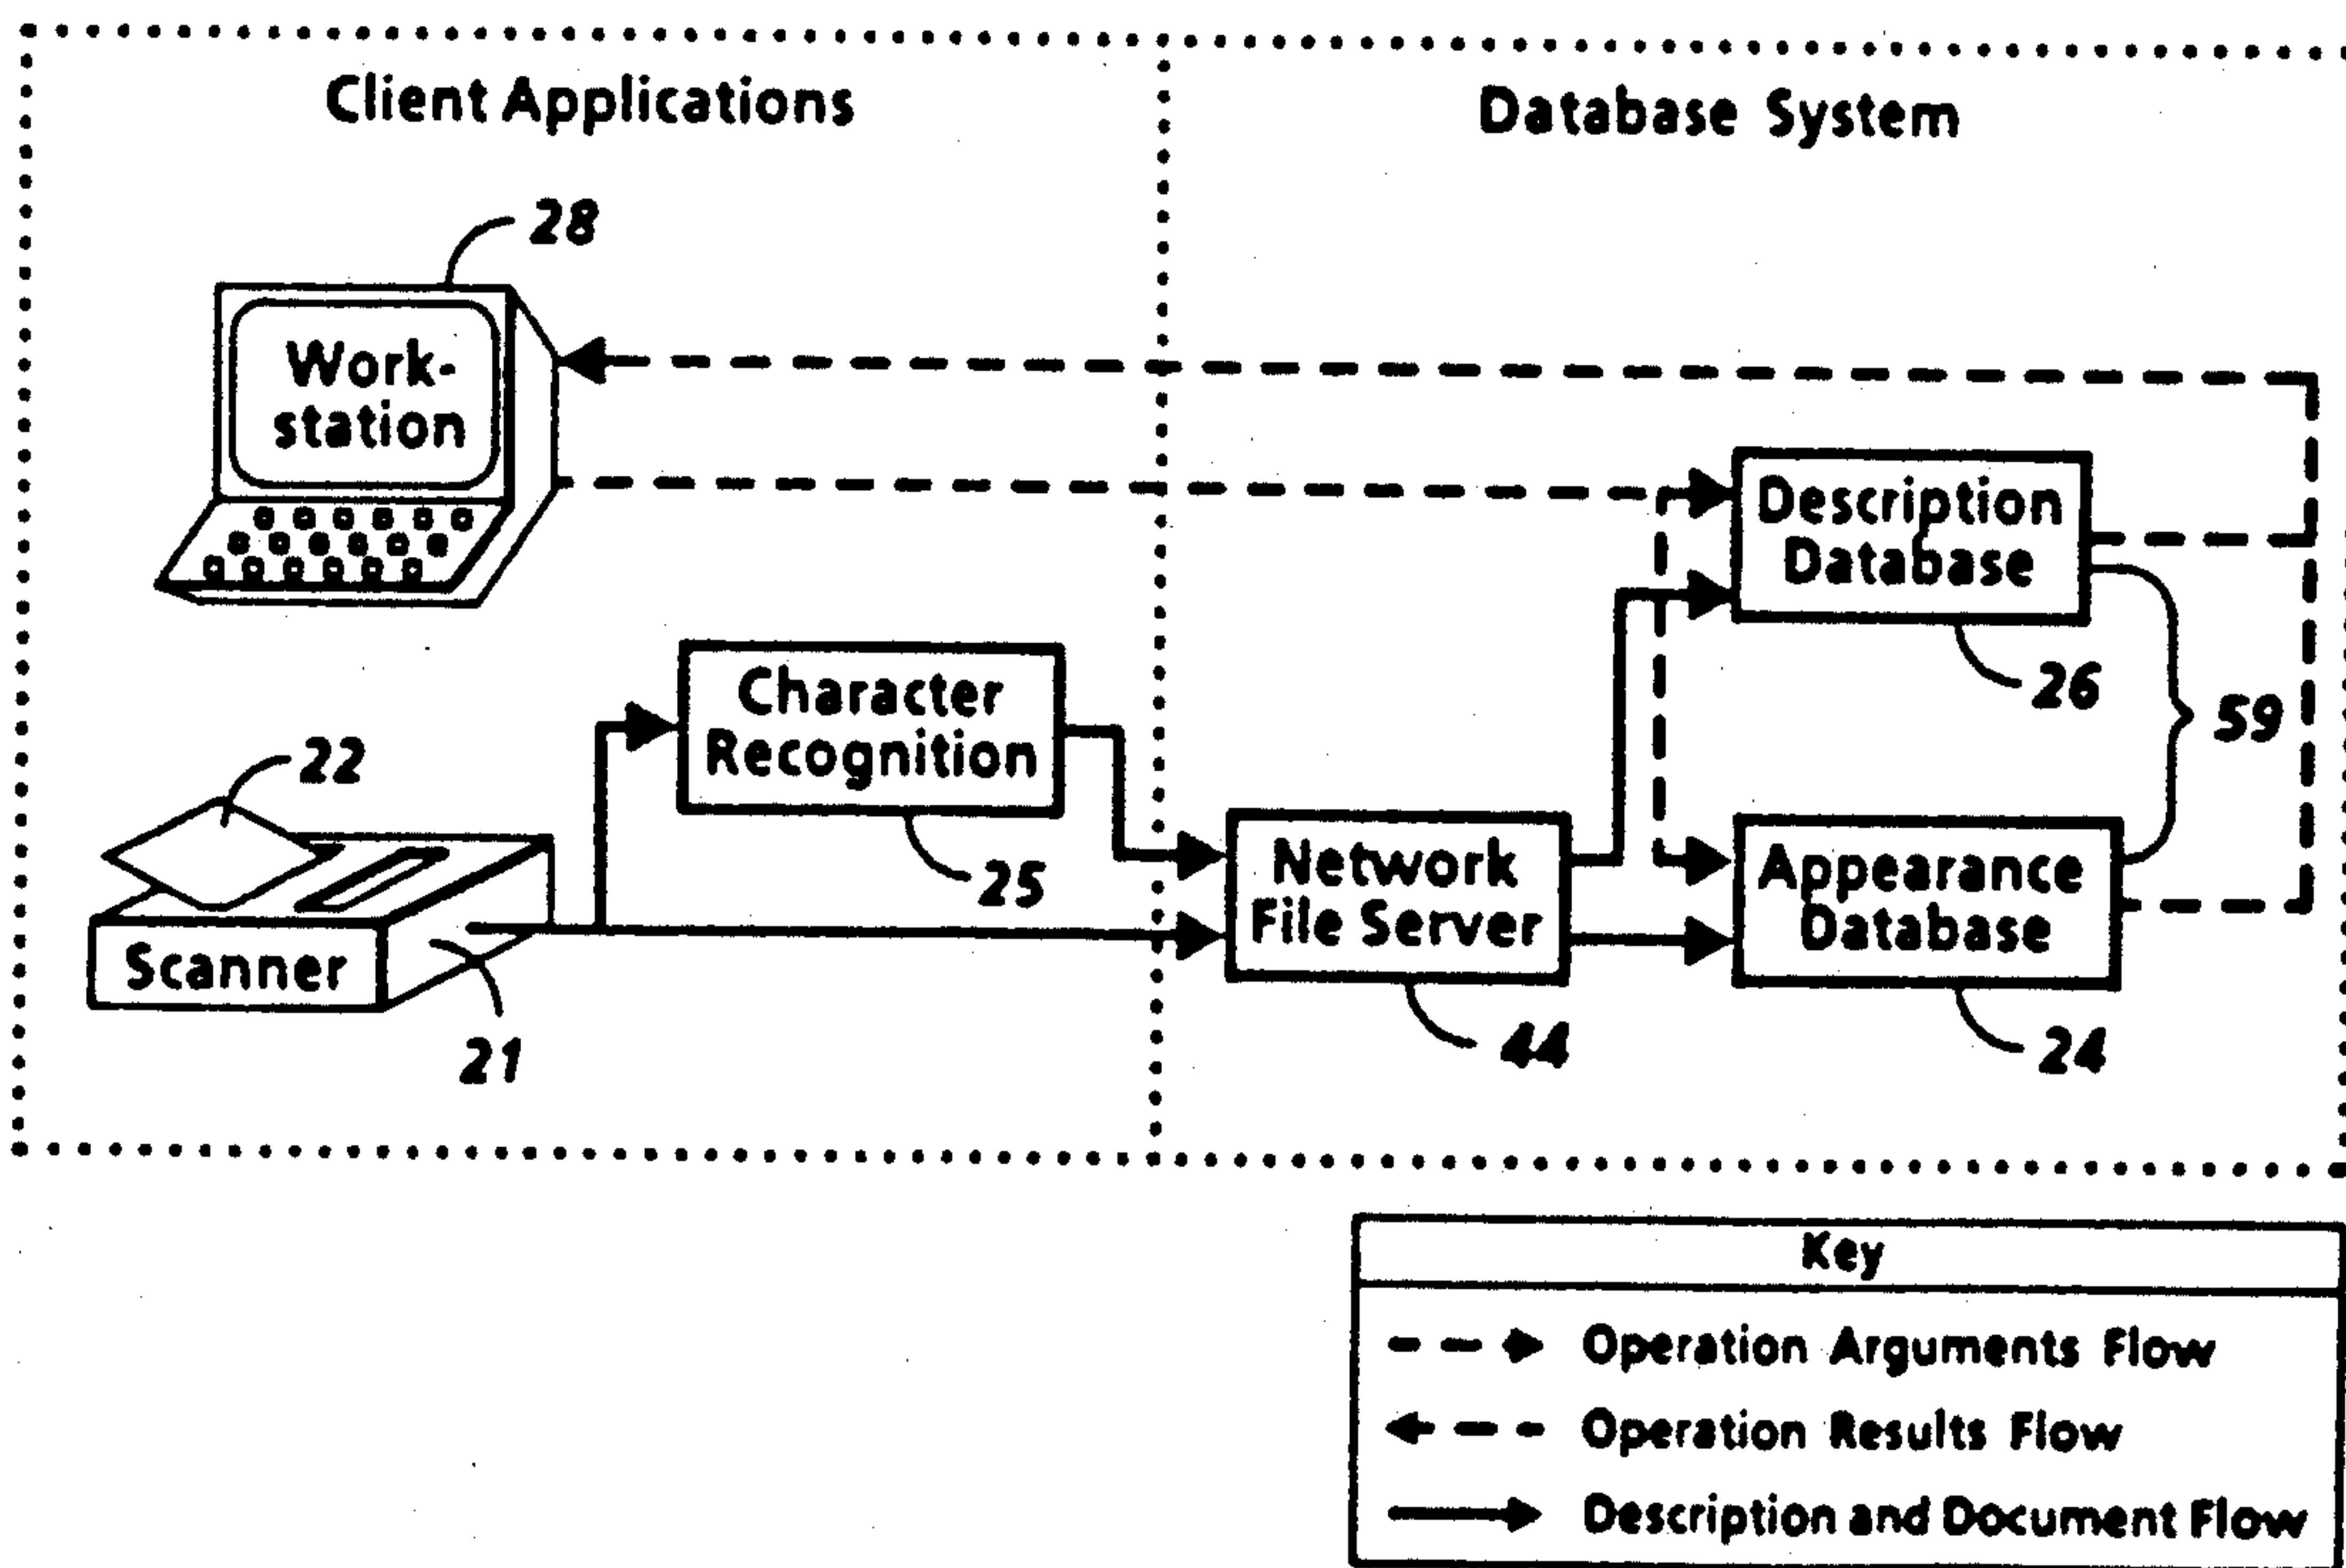 Client Applications
Database System
28
Work-
station
Description
Database
26
59
Character
Recognition
25
22
Scanner
21
Network
File Server
44
Appearance
Database
24
Key
Operation Arguments Flow
Operation Results Flow
Description and Document Flow